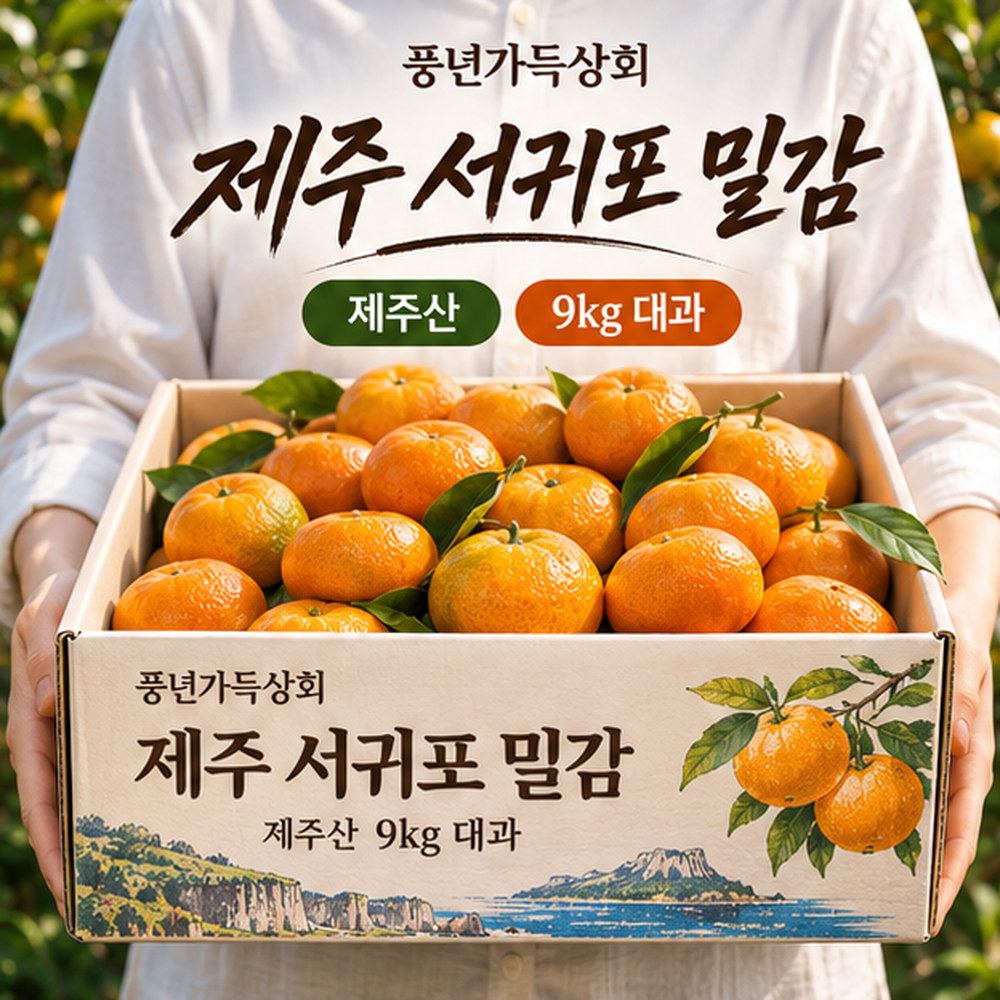 풍년가득상회
제주 서귀포 밀감
제주산
9kg 대과
풍년가득상회
제주 서귀포 밀감
제주산 9kg 대과